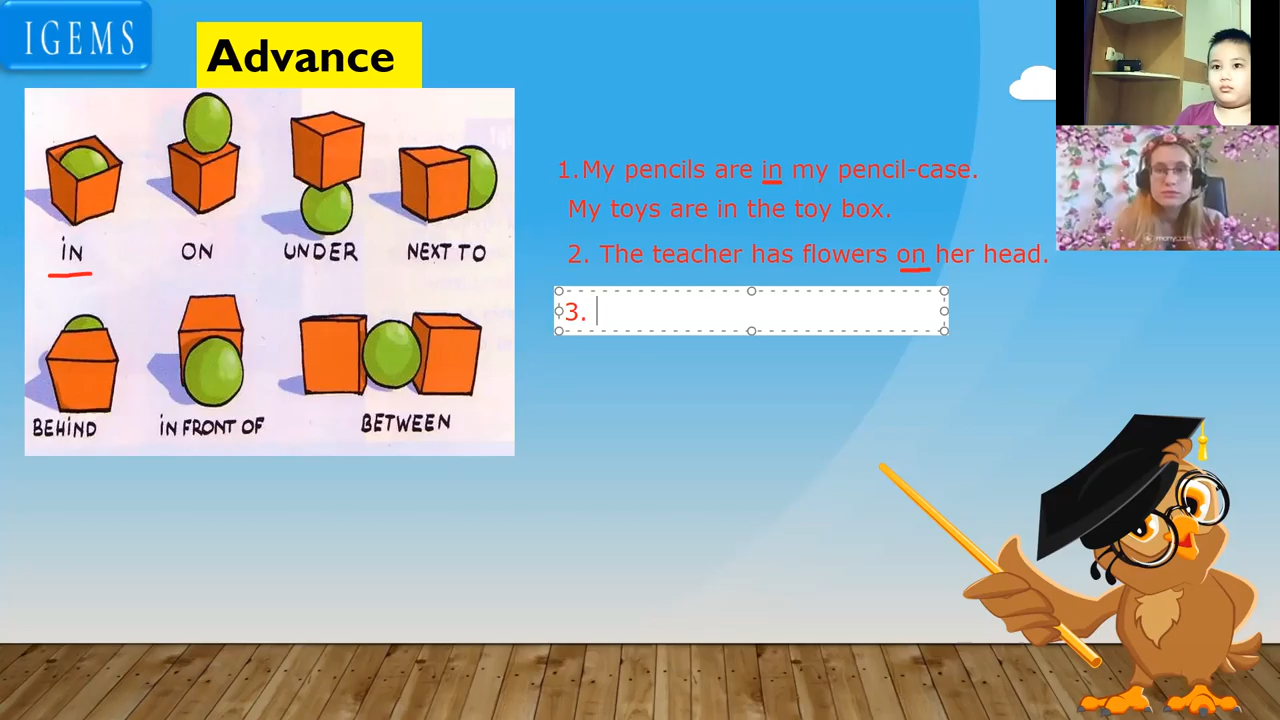 IGEMS
Advance
IN
ON
UNDER
NEXT TO
BEHIND
IN FRONT OF
BETWEEN
1.My pencils are in my pencil-case.
My toys are in the toy box.
2. The teacher has flowers on her head.
3.